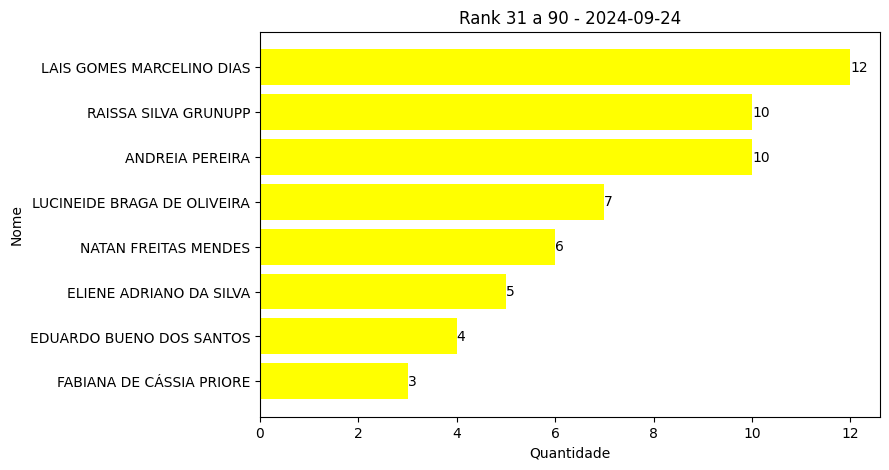 Rank 31 a 90 - 2024-09-24
Nome
LAIS GOMES MARCELINO DIAS 12
RAISSA SILVA GRUNUPP 10
ANDREIA PEREIRA 10
LUCINEIDE BRAGA DE OLIVEIRA 7
NATAN FREITAS MENDES 6
ELIENE ADRIANO DA SILVA 5
EDUARDO BUENO DOS SANTOS 4
FABIANA DE CÁSSIA PRIORE 3
0 2 4 6 8 10 12
Quantidade